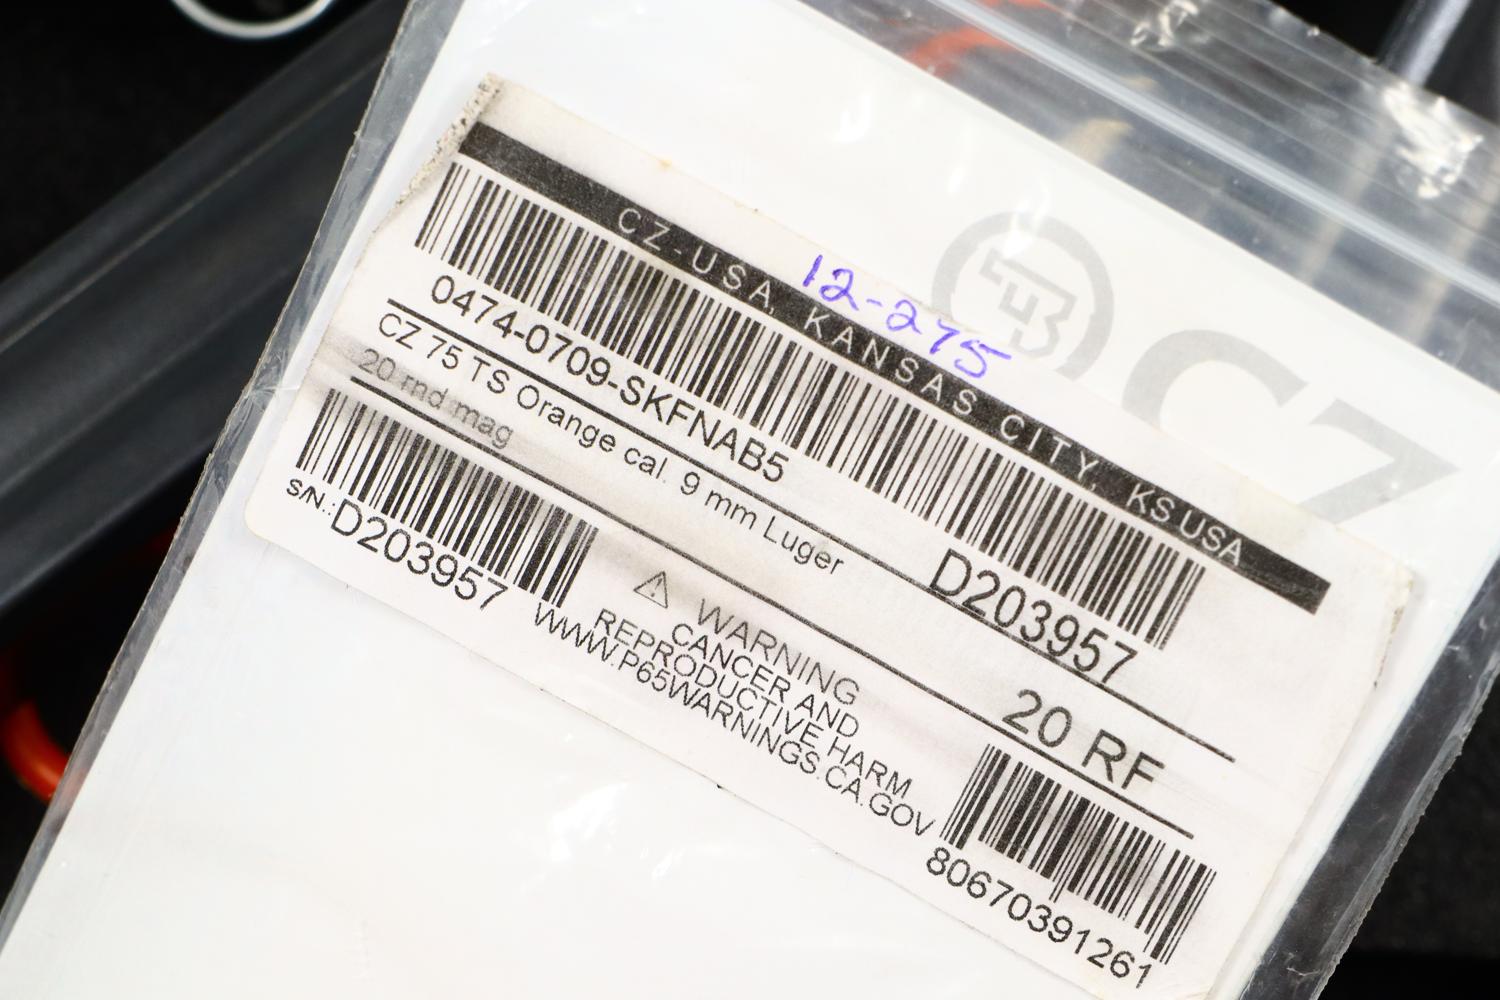 CZ
12-275
CZ-USA, KANSAS CITY, KS USA
0474-0709-SKFNAB5
D203957
CZ 75 TS Orange cal. 9 mm Luger
20 rnd mag
20 RF
S/N.:D203957
WARNING
CANCER AND
REPRODUCTIVE HARM
WWW.P65WARNINGS.CA.GOV
806703912611